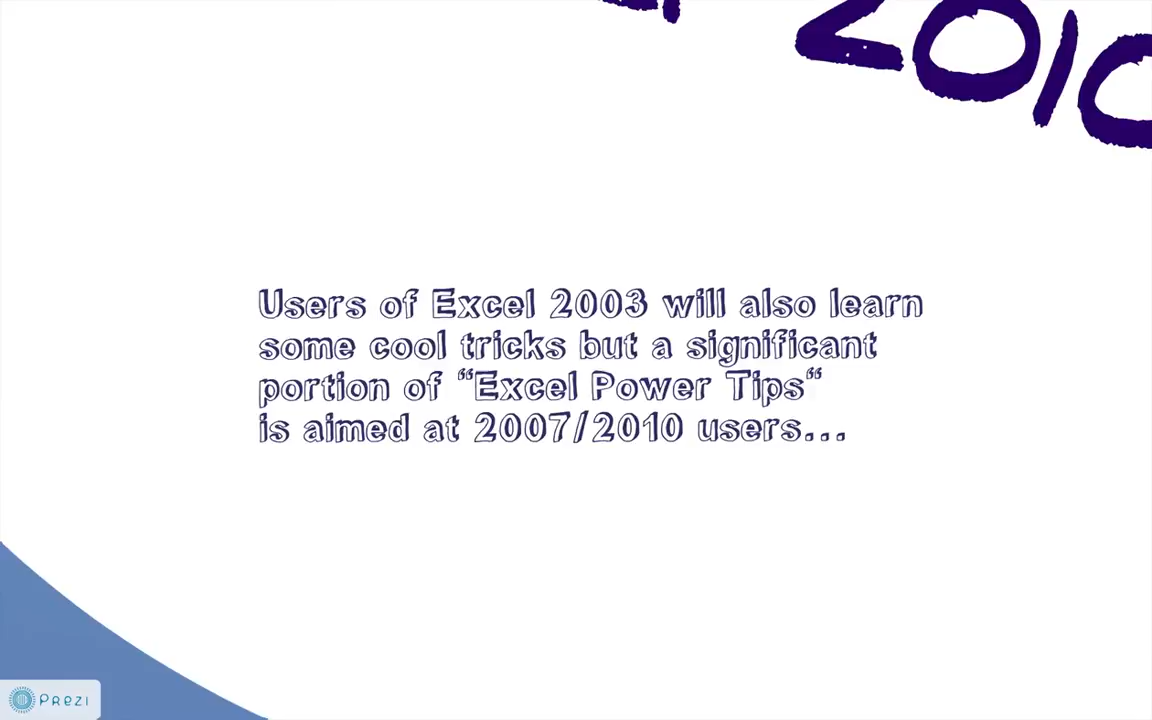 2010
Users of Excel 2003 will also learn
some cool tricks but a significant
portion of “Excel Power Tips“
is aimed at 2007/2010 users...
Prezi